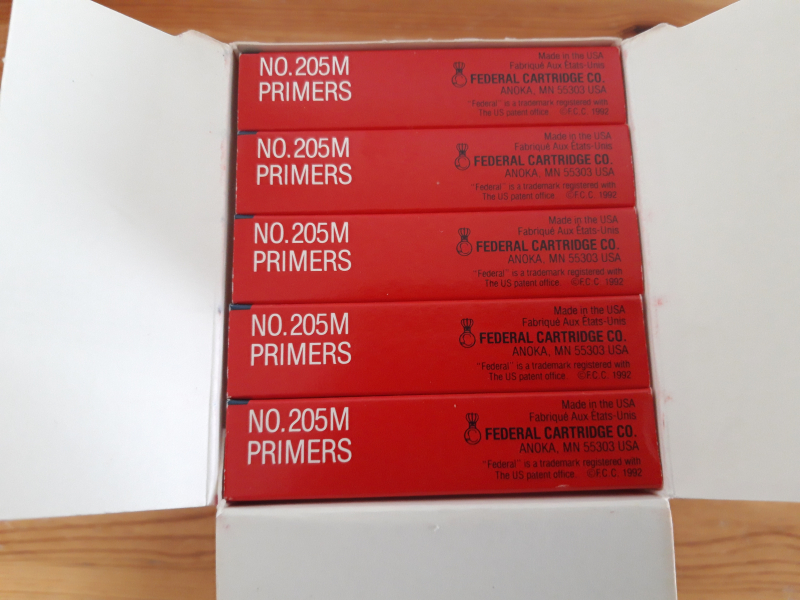 NO.205M
PRIMERS
Made in the USA
Fabriqué Aux États-Unis
FEDERAL CARTRIDGE CO.
ANOKA, MN 55303 USA
"Federal" is a trademark registered with
The US patent office. ©F.C.C. 1992
NO.205M
PRIMERS
Made in the USA
Fabriqué Aux États-Unis
FEDERAL CARTRIDGE CO.
ANOKA, MN 55303 USA
"Federal" is a trademark registered with
The US patent office. ©F.C.C. 1992
NO.205M
PRIMERS
Made in the USA
Fabriqué Aux États-Unis
FEDERAL CARTRIDGE CO.
ANOKA, MN 55303 USA
"Federal" is a trademark registered with
The US patent office. ©F.C.C. 1992
NO.205M
PRIMERS
Made in the USA
Fabriqué Aux États-Unis
FEDERAL CARTRIDGE CO.
ANOKA, MN 55303 USA
"Federal" is a trademark registered with
The US patent office. ©F.C.C. 1992
NO.205M
PRIMERS
Made in the USA
Fabriqué Aux États-Unis
FEDERAL CARTRIDGE CO.
ANOKA, MN 55303 USA
"Federal" is a trademark registered with
The US patent office. ©F.C.C. 1992